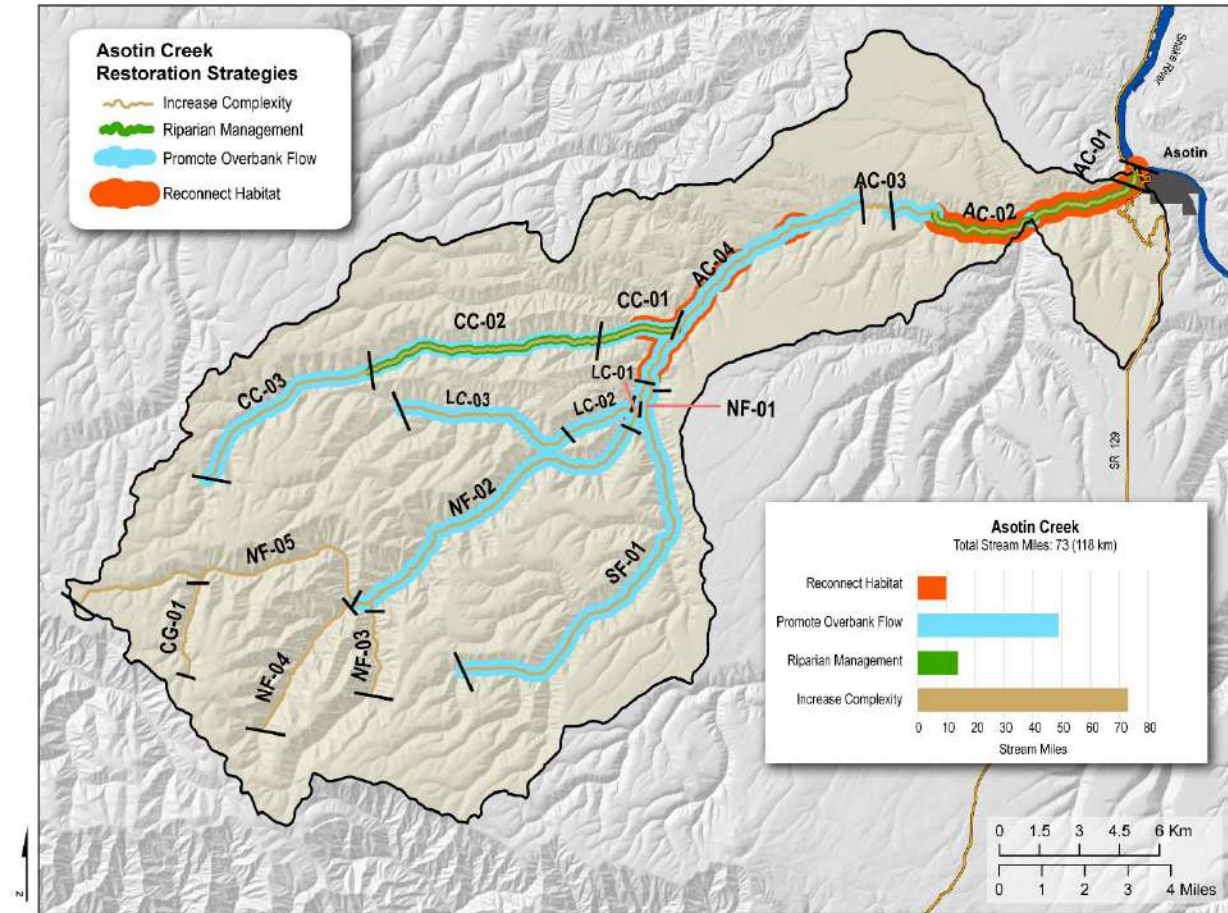 Asotin Creek
Restoration Strategies
Increase Complexity
Riparian Management
Promote Overbank Flow
Reconnect Habitat
Snake River
Asotin
AC-01
AC-03
AC-02
AC-04
CC-01
CC-02
CC-03
LC-01
LC-02
LC-03
NF-01
NF-02
SF-01
NF-05
CG-01
NF-04
NF-03
SR 129
Asotin Creek
Total Stream Miles: 73 (118 km)
Reconnect Habitat
Promote Overbank Flow
Riparian Management
Increase Complexity
0 10 20 30 40 50 60 70 80
Stream Miles
0 1.5 3 4.5 6 Km
0 1 2 3 4 Miles
z